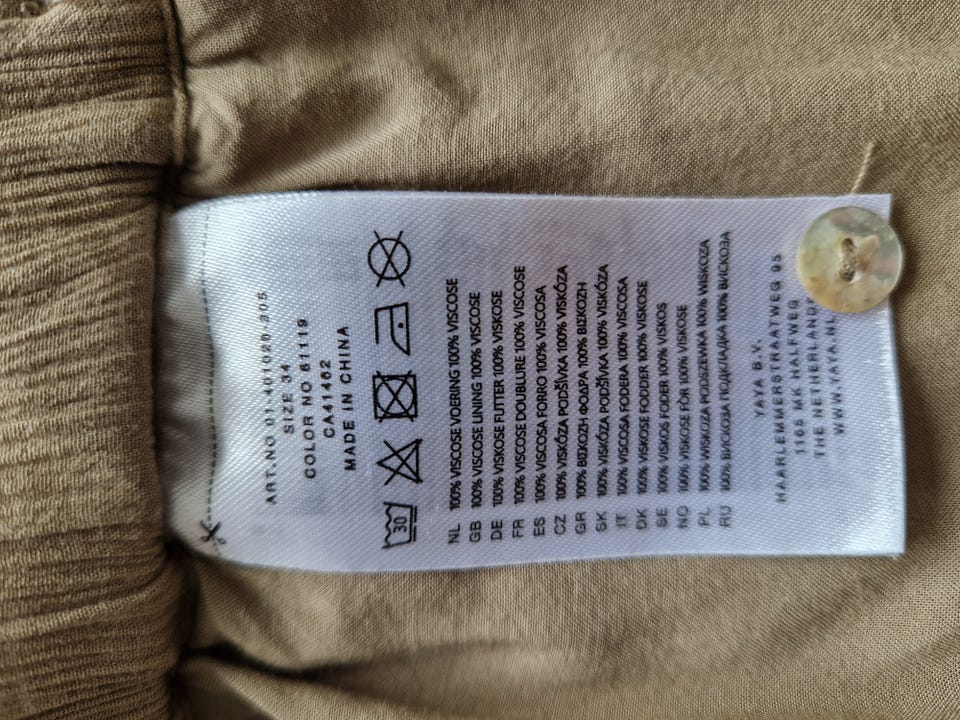 ART.NO 01-401020-305
SIZE 34
COLOR NO 61119
CA41462
MADE IN CHINA
30
NL 100% VISCOSE VOERING 100% VISCOSE
GB 100% VISCOSE LINING 100% VISCOSE
DE 100% VISKOSE FUTTER 100% VISKOSE
FR 100% VISCOSE DOUBLURE 100% VISCOSE
ES 100% VISCOSA FORRO 100% VISCOSA
CZ 100% VISKÓZA PODŠÍVKA 100% VISKÓZA
GR 100% ΒΙΣΚΟΖΗ ΦΟΔΡΑ 100% ΒΙΣΚΟΖΗ
SK 100% VISKÓZA PODŠÍVKA 100% VISKÓZA
IT 100% VISCOSA FODERA 100% VISCOSA
DK 100% VISKOSE FODDER 100% VISKOSE
SE 100% VISKOS FODER 100% VISKOS
NO 100% VISKOSE FÔR 100% VISKOSE
PL 100% WISKOZA PODSZEWKA 100% WISKOZA
RU 100% ВИСКОЗА ПОДКЛАДКА 100% ВИСКОЗА
YAYA B.V.
HAARLEMMERSTRAATWEG 95
1165 MK HALFWEG
THE NETHERLAND
WWW.YAYA.NL